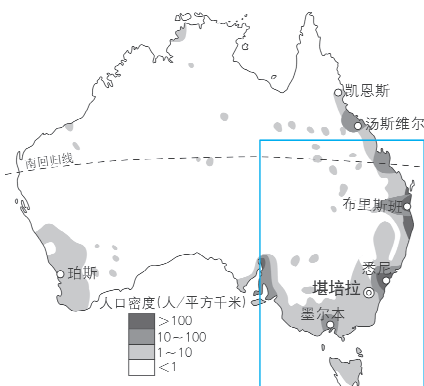 凯恩斯
汤斯维尔
南回归线
布里斯班
悉尼
珀斯
堪培拉
墨尔本
人口密度(人/平方千米)
>100
10～100
1～10
<1